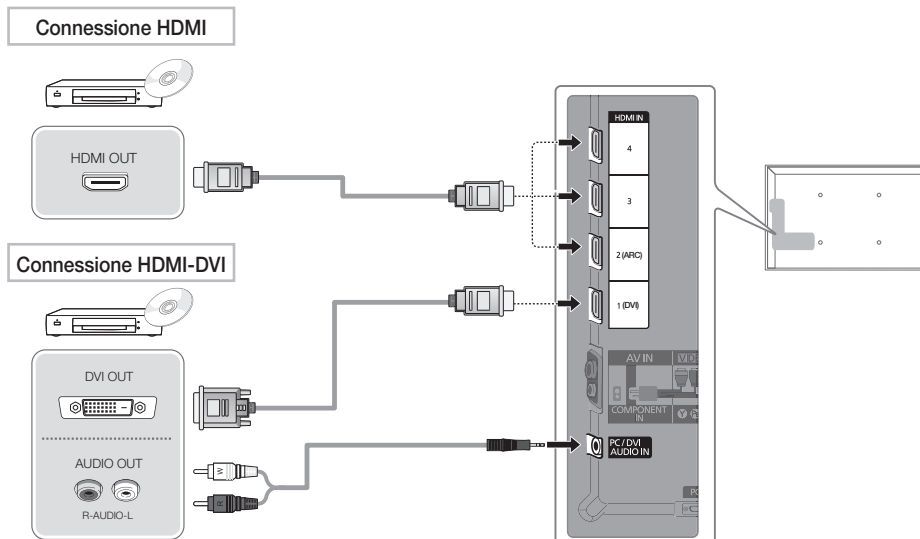 Connessione HDMI
HDMI OUT
Connessione HDMI-DVI
DVI OUT
AUDIO OUT
R-AUDIO-L
W
R
HDMI IN
4
3
2 (ARC)
1 (DVI)
AV IN
COMPONENT
IN
Y
PC / DVI
AUDIO IN